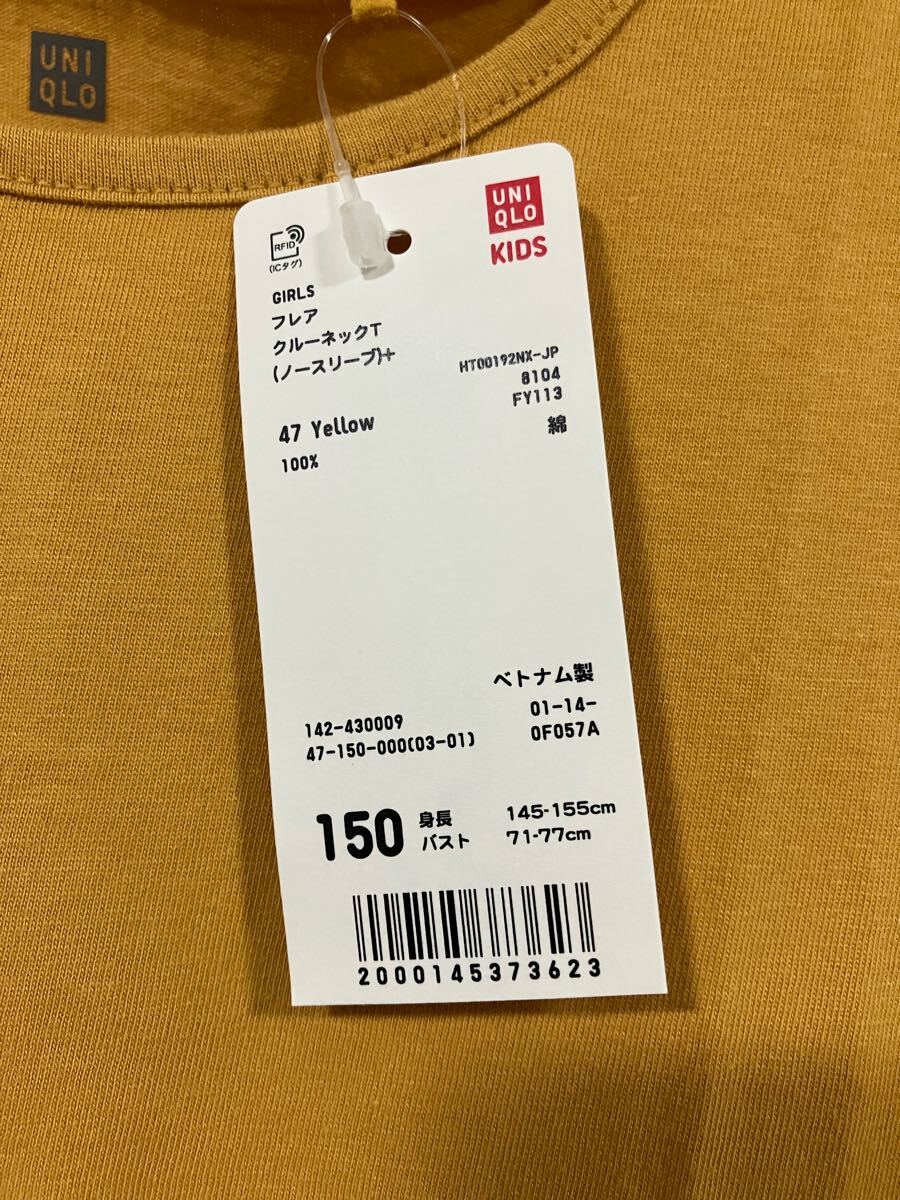 UNI
QLO
UNI
QLO
KIDS
RFID
(ICタグ)
GIRLS
フレア
クルーネックT
(ノースリーブ)+
HT00192NX-JP
8104
FY113
47 Yellow
綿
100%
ベトナム製
142-430009
01-14-
47-150-000(03-01)
0F057A
150 身長 145-155cm
バスト 71-77cm
2000145373623